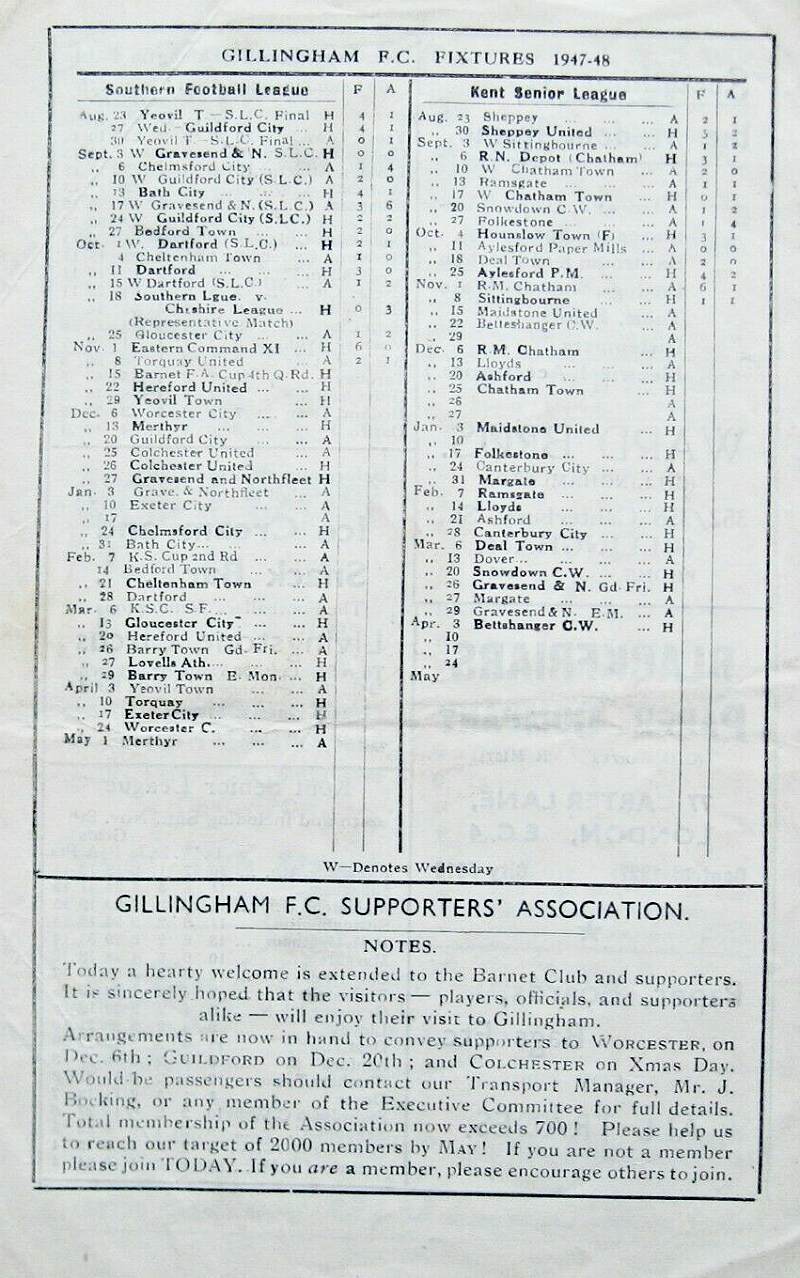 GILLINGHAM F.C. FIXTURES 1947-48
Southern Football League F A
Aug. 23 Yeovil T — S.L.C. Final H 4 1
27 Wed.— Guildford City ... H 4 1
30 Yeovil T —S.L.C. Final ... A 0 1
Sept. 3 W Gravesend & N. S.L.C. H 0 0
,, 6 Chelmsford City ... ... A 1 4
,, 10 W Guildford City (S.L.C.) A 2 0
,, 13 Bath City ... ... H 4 1
,, 17 W Gravesend & N. (S.L.C.) A 3 6
,, 24 W Guildford City (S.L.C.) H 2 2
,, 27 Bedford Town ... ... H 2 0
Oct. 1 W. Dartford (S.L.C.) ... H 2 1
4 Cheltenham Town ... A 1 0
,, 11 Dartford ... ... ... H 3 0
,, 15 W Dartford (S.L.C.) ... A 1 2
,, 18 Southern Lgue. v.
Cheshire League ... H 0 3
(Representative Match)
,, 25 Gloucester City ... ... A 1 2
Nov. 1 Eastern Command XI ... H 6 0
,, 8 Torquay United ... A 2 1
,, 15 Barnet F.A. Cup 4th Q. Rd. H
,, 22 Hereford United ... ... H
,, 29 Yeovil Town ... ... H
Dec. 6 Worcester City ... ... A
,, 13 Merthyr ... ... ... H
,, 20 Guildford City ... ... A
,, 25 Colchester United ... A
,, 26 Colchester United ... H
,, 27 Gravesend and Northfleet H
Jan. 3 Grave. & Northfleet ... A
,, 10 Exeter City ... ... A
,, 17 A
,, 24 Chelmsford City ... ... H
,, 31 Bath City... ... ... A
Feb. 7 K.S. Cup 2nd Rd ... ... A
14 Bedford Town ... ... A
,, 21 Cheltenham Town ... H
,, 28 Dartford ... ... ... A
Mar. 6 K.S.C. S.F. ... ... ... A
,, 13 Gloucester City ... ... H
,, 20 Hereford United ... ... A
,, 26 Barry Town Gd. Fri. ... A
,, 27 Lovells Ath. ... ... H
,, 29 Barry Town E. Mon. ... H
April 3 Yeovil Town ... ... A
,, 10 Torquay ... ... ... H
,, 17 Exeter City ... ... ... H
,, 24 Worcester C. ... ... H
May 1 Merthyr ... ... ... A
Kent Senior League F A
Aug. 23 Sheppey ... ... ... A 2 1
,, 30 Sheppey United ... ... H 5 2
Sept. 3 W Sittingbourne ... ... A 1 2
,, 6 R.N. Depot (Chatham) H 3 1
,, 10 W Chatham Town ... A 2 0
,, 13 Ramsgate ... ... ... A 1 1
,, 17 W Chatham Town ... H 0 1
,, 20 Snowdown C.W. ... ... A 1 2
,, 27 Folkestone ... ... ... A 1 4
Oct. 4 Hounslow Town (F) ... H 3 1
,, 11 Aylesford Paper Mills ... A 0 0
,, 18 Deal Town ... ... A 2 0
,, 25 Aylesford P.M. ... ... H 4 2
Nov. 1 R.M. Chatham ... A 6 1
,, 8 Sittingbourne ... ... H 1 1
,, 15 Maidstone United ... A
,, 22 Betteshanger C.W. ... A
,, 29 A
Dec. 6 R.M. Chatham ... H
,, 13 Lloyds ... ... ... A
,, 20 Ashford ... ... ... H
,, 25 Chatham Town ... H
,, 26 A
,, 27 A
Jan. 3 Maidstone United ... H
,, 10
,, 17 Folkestone ... ... ... H
,, 24 Canterbury City ... ... A
,, 31 Margate ... ... ... H
Feb. 7 Ramsgate ... ... ... H
,, 14 Lloyds ... ... ... H
,, 21 Ashford ... ... ... A
,, 28 Canterbury City ... H
Mar. 6 Deal Town ... ... ... H
,, 13 Dover... ... ... ... A
,, 20 Snowdown C.W. ... ... H
,, 26 Gravesend & N. Gd. Fri. H
,, 27 Margate ... ... ... A
,, 29 Gravesend & N. E.M. ... A
Apr. 3 Bettshanger C.W. ... H
,, 10
,, 17
,, 24
May
W—Denotes Wednesday
GILLINGHAM F.C. SUPPORTERS' ASSOCIATION.
NOTES.
Today a hearty welcome is extended to the Barnet Club and supporters.
It is sincerely hoped that the visitors — players, officials, and supporters
alike — will enjoy their visit to Gillingham.
Arrangements are now in hand to convey supporters to WORCESTER, on
Dec. 6th ; GUILDFORD on Dec. 20th ; and COLCHESTER on Xmas Day.
Would-be passengers should contact our Transport Manager, Mr. J.
Bocking, or any member of the Executive Committee for full details.
Total membership of the Association now exceeds 700 ! Please help us
to reach our target of 2000 members by MAY ! If you are not a member
please join TODAY. If you are a member, please encourage others to join.